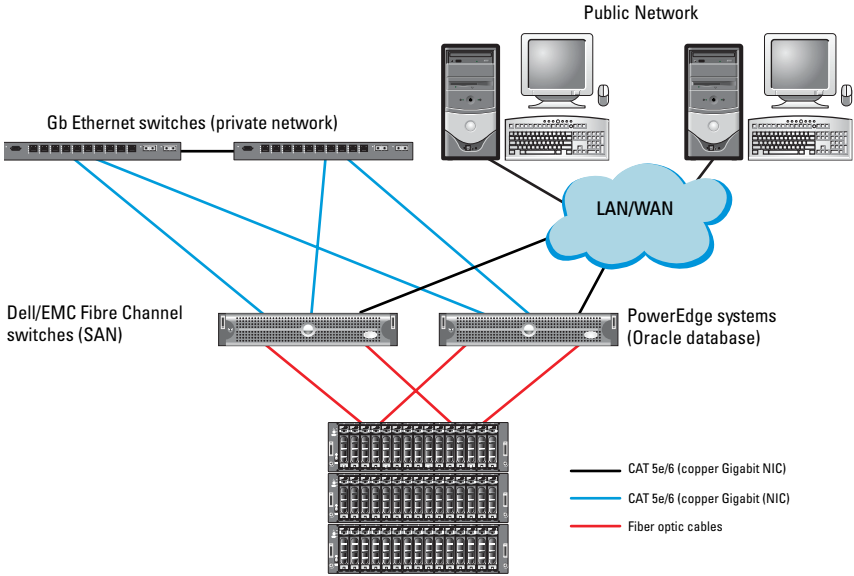 Public Network
Gb Ethernet switches (private network)
LAN/WAN
Dell/EMC Fibre Channel
switches (SAN)
PowerEdge systems
(Oracle database)
CAT 5e/6 (copper Gigabit NIC)
CAT 5e/6 (copper Gigabit (NIC)
Fiber optic cables